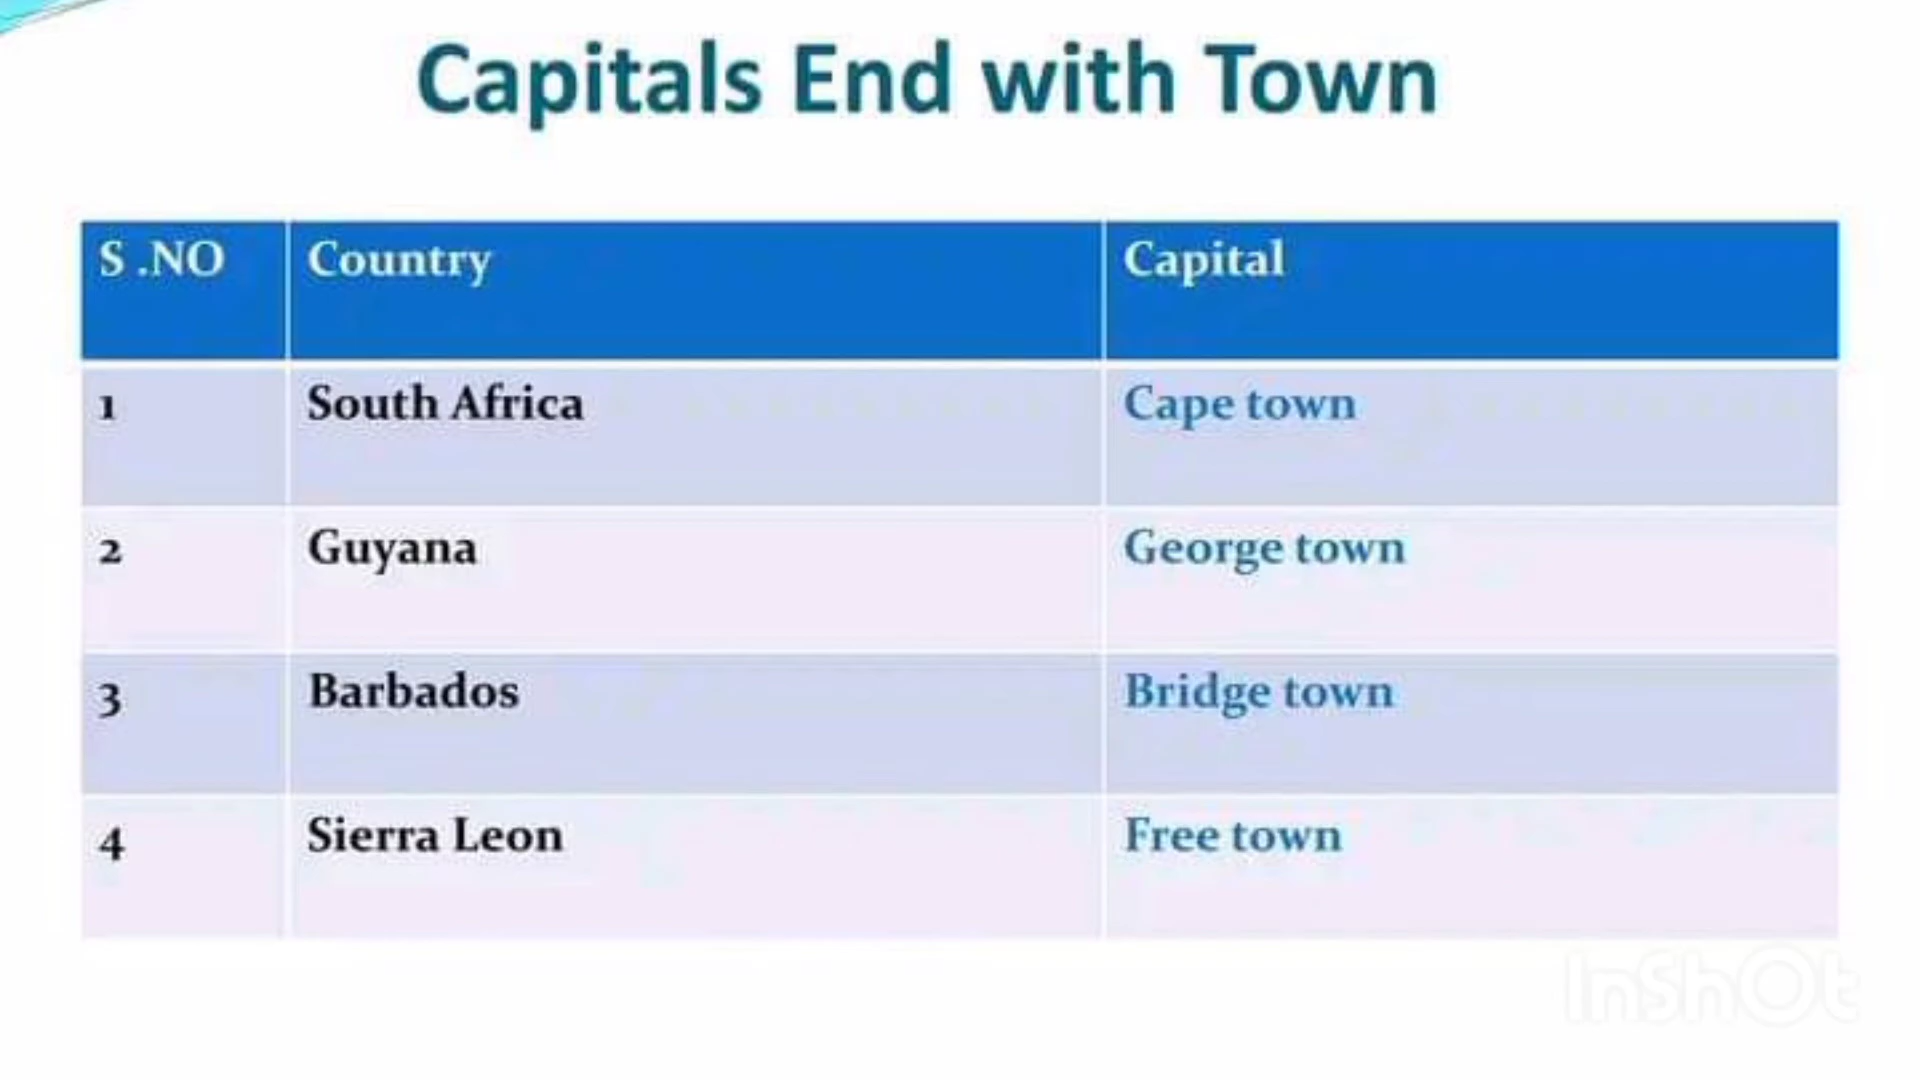 Capitals End with Town
S .NO Country Capital
1 South Africa Cape town
2 Guyana George town
3 Barbados Bridge town
4 Sierra Leon Free town
InShOt